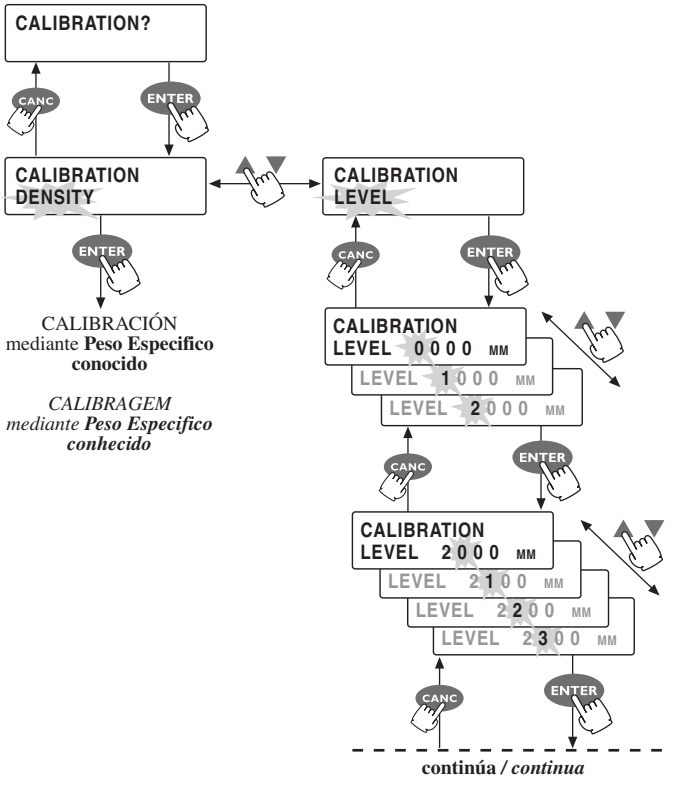 CALIBRATION?
CANC
ENTER
CALIBRATION
DENSITY
CALIBRATION
LEVEL
ENTER
CALIBRACIÓN
mediante Peso Especifico
conocido
CALIBRAGEM
mediante Peso Especifico
conhecido
CANC
ENTER
CALIBRATION
LEVEL 0000 MM
LEVEL 1000 MM
LEVEL 2000 MM
CANC
ENTER
CALIBRATION
LEVEL 2000 MM
LEVEL 2100 MM
LEVEL 2200 MM
LEVEL 2300 MM
CANC
ENTER
continúa / continua